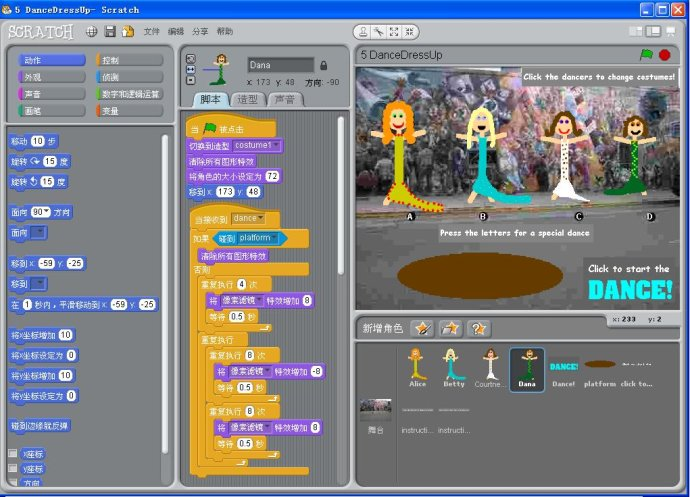 5 DanceDressUp- Scratch
SCRATCH 文件 编辑 分享 帮助
动作 控制
外观 侦测
声音 数字和逻辑运算
画笔 变量
移动 10 步
旋转 15 度
旋转 15 度
面向 90 方向
面向
移到 x: -59 y: -25
移到
在 1 秒内，平滑移动到 x: -59 y: -25
将x坐标增加 10
将x坐标设定为 0
将y坐标增加 10
将y坐标设定为 0
碰到边缘就反弹
x座标
y座标
方向
Dana
x: 173 y: 48 方向: -90
脚本 造型 声音
当 被点击
切换到造型 costume1
清除所有图形特效
将角色的大小设定为 72
移到 x: 173 y: 48
当接收到 dance
如果 碰到 platform
清除所有图形特效
否则
重复执行 4 次
将 像素滤镜 特效增加 8
等待 0.5 秒
重复执行
重复执行 8 次
将 像素滤镜 特效增加 -8
等待 0.5 秒
重复执行 8 次
将 像素滤镜 特效增加 8
等待 0.5 秒
5 DanceDressUp
Click the dancers to change costumes!
A B C D
Press the letters for a special dance
Click to start the
DANCE!
x: 233 y: 2
新增角色
DANCE!
Alice Betty Courtne... Dana Dance! platform click to...
舞台 instructi... instructi...